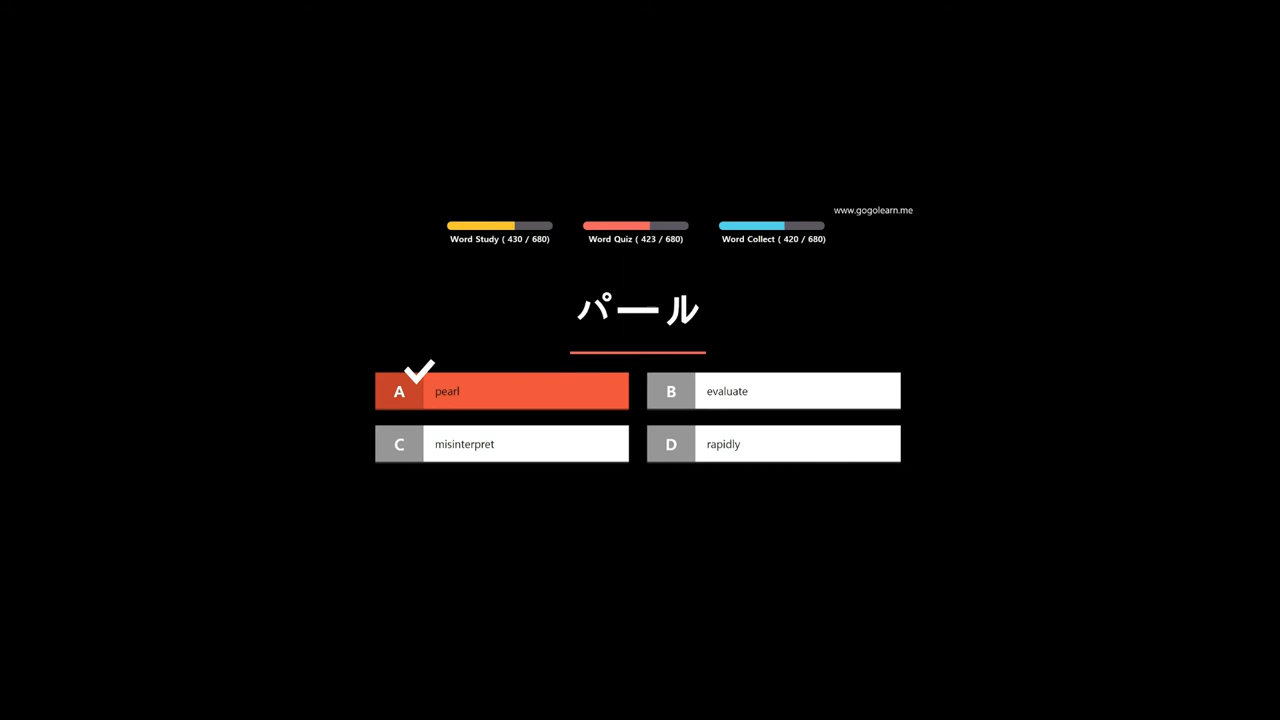 www.gogolearn.me
Word Study ( 430 / 680)
Word Quiz ( 423 / 680)
Word Collect ( 420 / 680)
パール
A pearl
B evaluate
C misinterpret
D rapidly